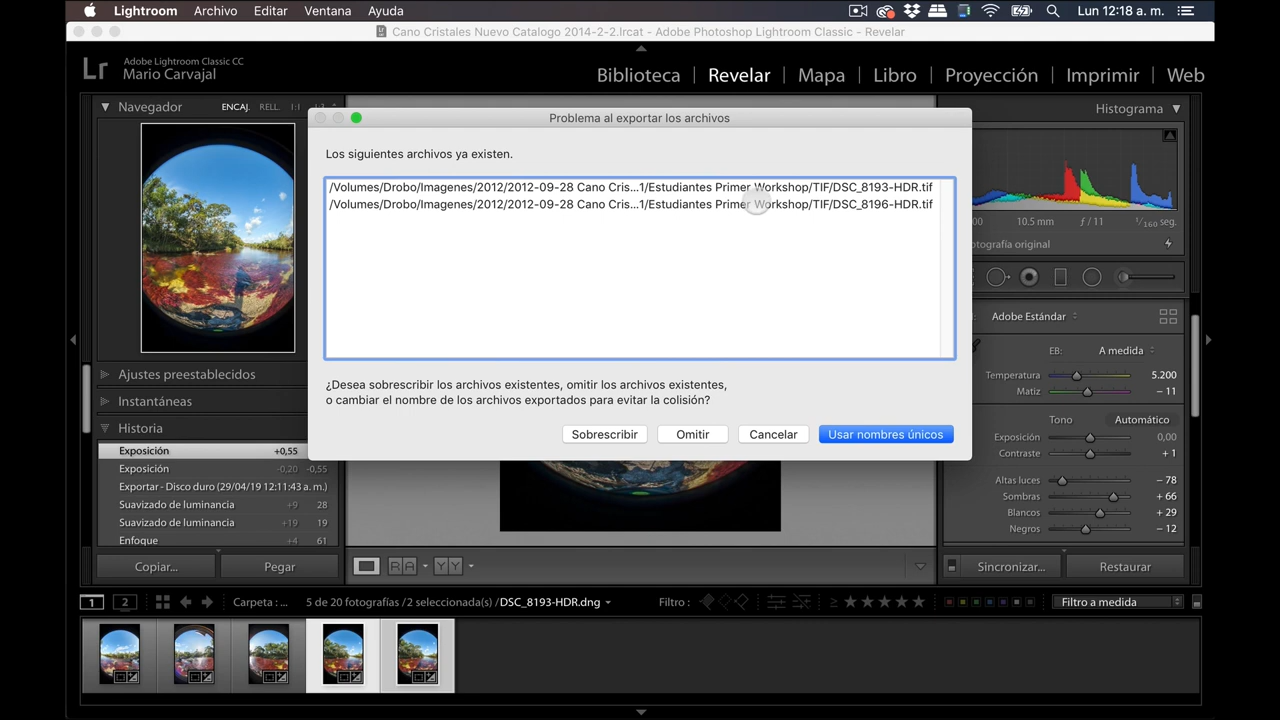 Lightroom Archivo Editar Ventana Ayuda Lun 12:18 a. m.
Cano Cristales Nuevo Catalogo 2014-2-2.lrcat - Adobe Photoshop Lightroom Classic - Revelar
Lr Adobe Lightroom Classic CC
Mario Carvajal
Biblioteca | Revelar | Mapa | Libro | Proyección | Imprimir | Web
Navegador ENCAJ. RELL. 1:1
Histograma
Problema al exportar los archivos
Los siguientes archivos ya existen.
/Volumes/Drobo/Imagenes/2012/2012-09-28 Cano Cris...1/Estudiantes Primer Workshop/TIF/DSC_8193-HDR.tif
/Volumes/Drobo/Imagenes/2012/2012-09-28 Cano Cris...1/Estudiantes Primer Workshop/TIF/DSC_8196-HDR.tif
00 10.5 mm ƒ / 11 1/160 seg.
otografía original
Adobe Estándar
EB: A medida
Temperatura 5.200
Matiz - 11
Tono Automático
Exposición 0,00
Contraste + 1
Altas luces - 78
Sombras + 66
Blancos + 29
Negros - 12
¿Desea sobrescribir los archivos existentes, omitir los archivos existentes,
o cambiar el nombre de los archivos exportados para evitar la colisión?
Sobrescribir Omitir Cancelar Usar nombres únicos
Ajustes preestablecidos
Instantáneas
Historia
Exposición +0,55
Exposición -0,20 -0,55
Exportar - Disco duro (29/04/19 12:11:43 a. m.)
Suavizado de luminancia +9 28
Suavizado de luminancia +19 19
Enfoque +4 61
Copiar... Pegar R A Y Y Sincronizar... Restaurar
1 2 Carpeta : ... 5 de 20 fotografías /2 seleccionada(s) /DSC_8193-HDR.dng Filtro : ≥ Filtro a medida